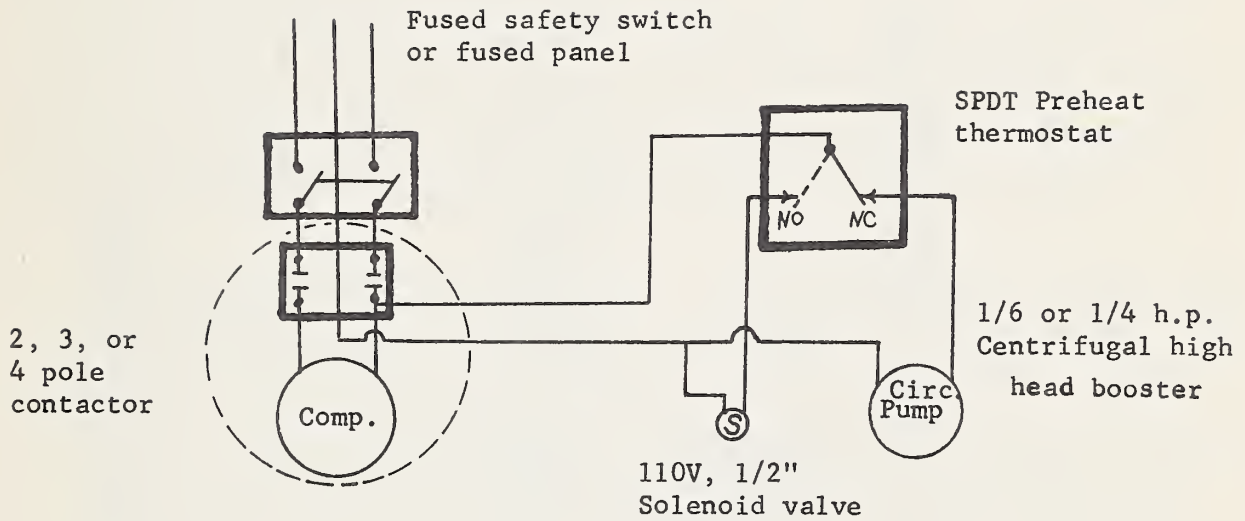 Fused safety switch
or fused panel
SPDT Preheat
thermostat
NO NC
2, 3, or
4 pole
contactor
Comp.
1/6 or 1/4 h.p.
Centrifugal high
head booster
Circ.
Pump
S
110V, 1/2"
Solenoid valve